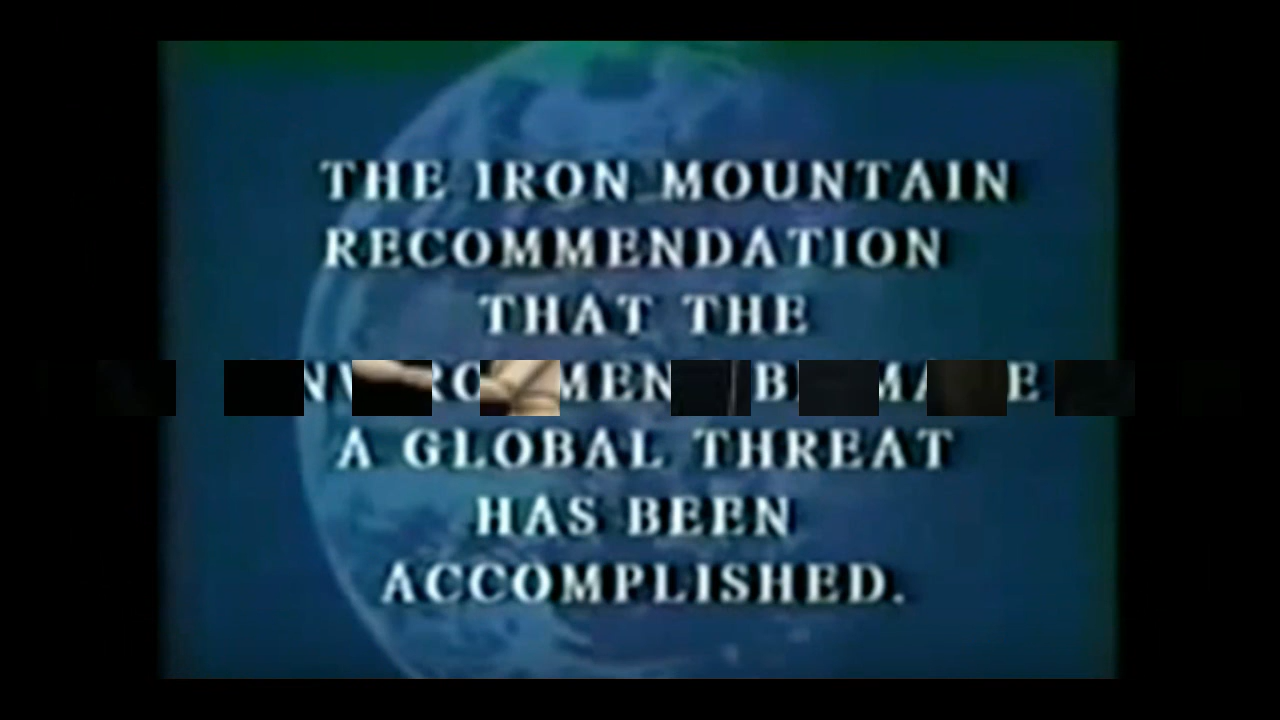 THE IRON MOUNTAIN
RECOMMENDATION
THAT THE
A GLOBAL THREAT
HAS BEEN
ACCOMPLISHED.